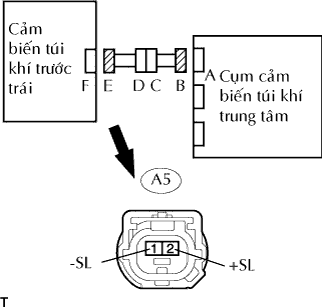 Cảm
biến túi
khí trước
trái
F E D C B A
Cụm cảm
biến túi khí
trung tâm
A5
1 2
-SL
+SL
T